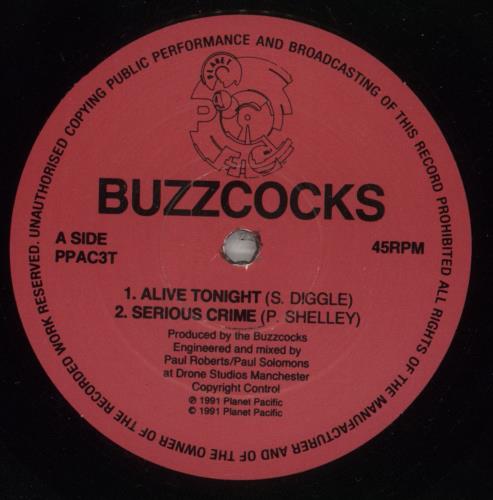 UNAUTHORISED COPYING PUBLIC PERFORMANCE AND BROADCASTING OF THIS RECORD PROHIBITED ALL RIGHTS OF THE MANUFACTURER AND OF THE OWNER OF THE RECORDED WORK RESERVED.
PLANET
BUZZCOCKS
A SIDE
PPAC3T
45RPM
1. ALIVE TONIGHT (S. DIGGLE)
2. SERIOUS CRIME (P. SHELLEY)
Produced by the Buzzcocks
Engineered and mixed by
Paul Roberts/Paul Solomons
at Drone Studios Manchester
Copyright Control
℗ 1991 Planet Pacific
© 1991 Planet Pacific